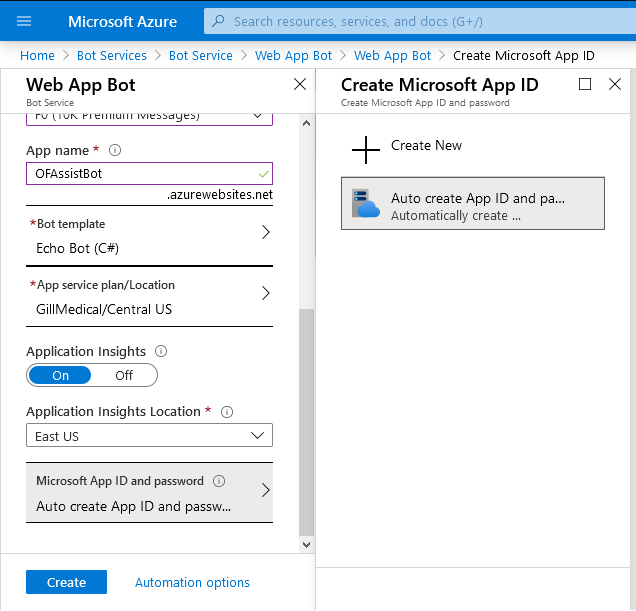 Microsoft Azure
Search resources, services, and docs (G+/)
Home > Bot Services > Bot Service > Web App Bot > Web App Bot > Create Microsoft App ID
Web App Bot
Bot Service
F0 (10K Premium Messages)
App name *
OFAssistBot
.azurewebsites.net
*Bot template
Echo Bot (C#)
*App service plan/Location
GillMedical/Central US
Application Insights
On Off
Application Insights Location *
East US
Microsoft App ID and password
Auto create App ID and passw...
Create Automation options
Create Microsoft App ID
Create Microsoft App ID and password
Create New
Auto create App ID and pa...
Automatically create ...